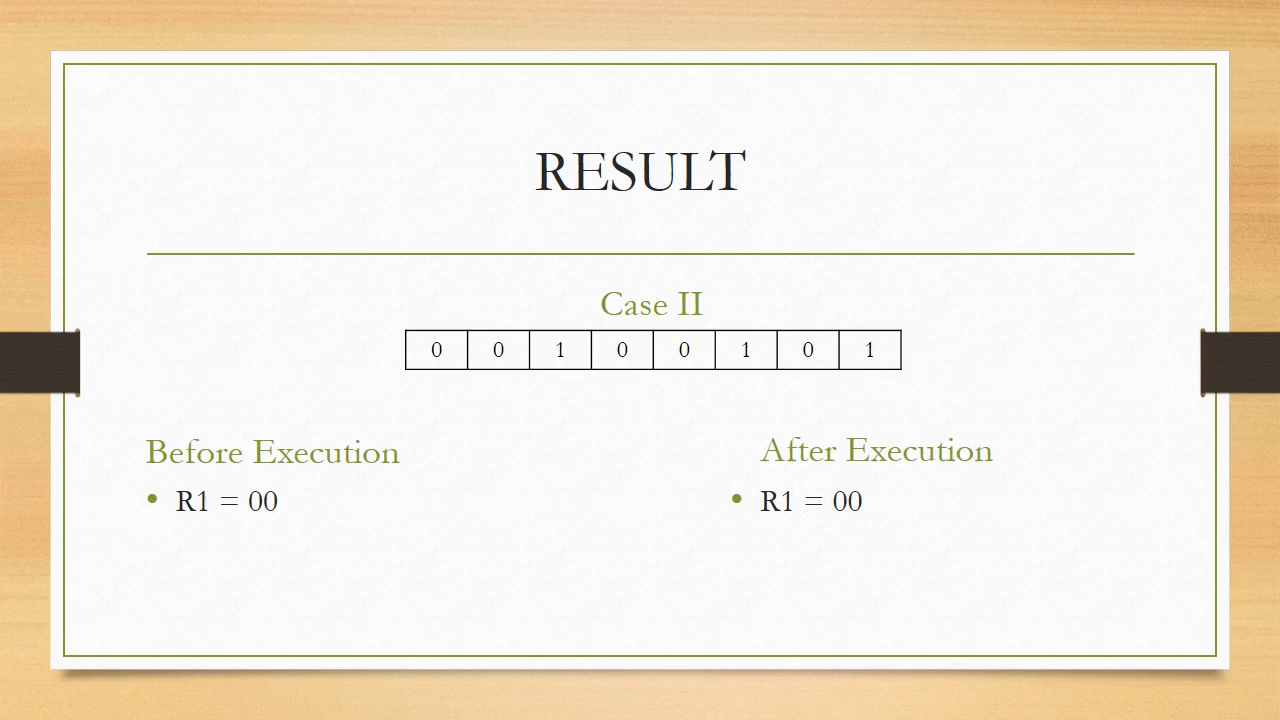 RESULT
Case II
0 0 1 0 0 1 0 1
Before Execution
• R1 = 00
After Execution
• R1 = 00